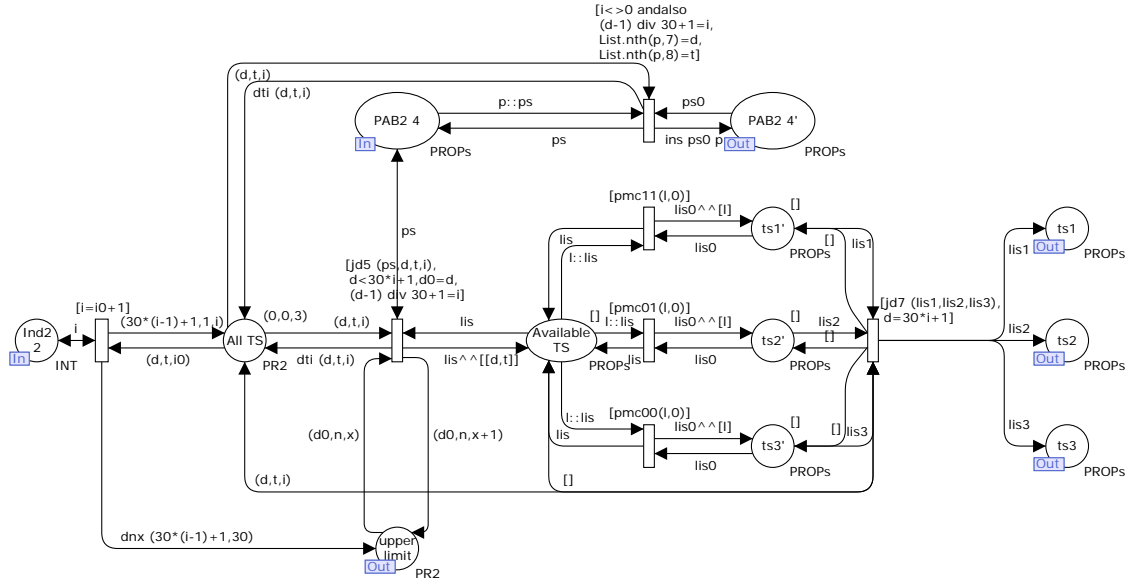 [i<>0 andalso
(d-1) div 30+1=i,
List.nth(p,7)=d,
List.nth(p,8)=t]
(d,t,i)
dti (d,t,i)
p::ps
ps0
PAB2 4
PAB2 4'
ps
ins ps0 p
In
Out
PROPs
PROPs
[pmc11(l,0)]
[]
lis0^^[l]
ts1'
ts1
lis
lis0
[]
lis1
Out
lis1
l::lis
PROPs
PROPs
ps
[jd5 (ps,d,t,i),
d<30*i+1,d0=d,
(d-1) div 30+1=i]
[i=i0+1]
[jd7 (lis1,lis2,lis3),
d=30*i+1]
[pmc01(l,0)]
(30*(i-1)+1,1,i)
(0,0,3)
(d,t,i)
lis
[]
l::lis
lis0^^[l]
[]
lis2
lis2
Ind2
2
i
All TS
Available
TS
ts2'
[]
ts2
In
INT
(d,t,i0)
PR2
dti (d,t,i)
lis^^[[d,t]]
PROPs
lis
lis0
PROPs
Out
PROPs
[pmc00(l,0)]
l::lis
lis0^^[l]
[]
lis3
(d0,n,x)
(d0,n,x+1)
lis
ts3'
[]
lis3
ts3
lis0
Out
PROPs
PROPs
(d,t,i)
[]
dnx (30*(i-1)+1,30)
upper
limit
Out
PR2